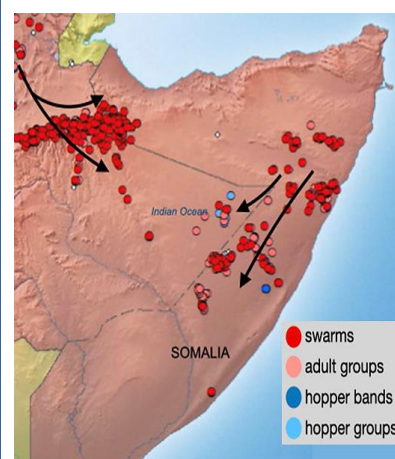 Indian Ocean
SOMALIA
swarms
adult groups
hopper bands
hopper groups